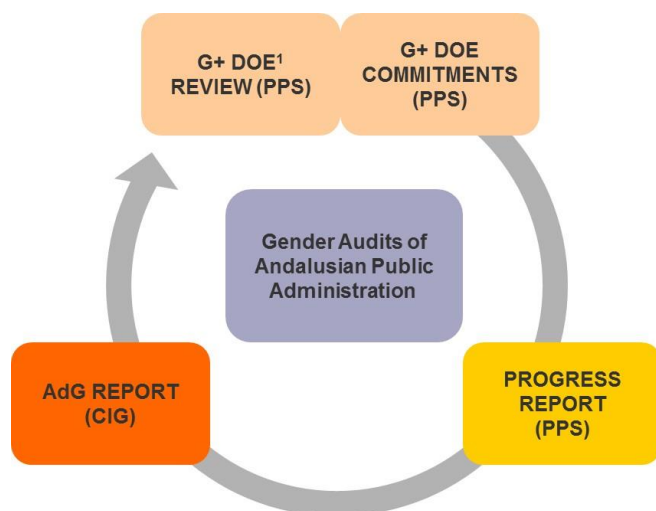 G+ DOE¹
REVIEW (PPS)
G+ DOE
COMMITMENTS
(PPS)
Gender Audits of
Andalusian Public
Administration
AdG REPORT
(CIG)
PROGRESS
REPORT
(PPS)